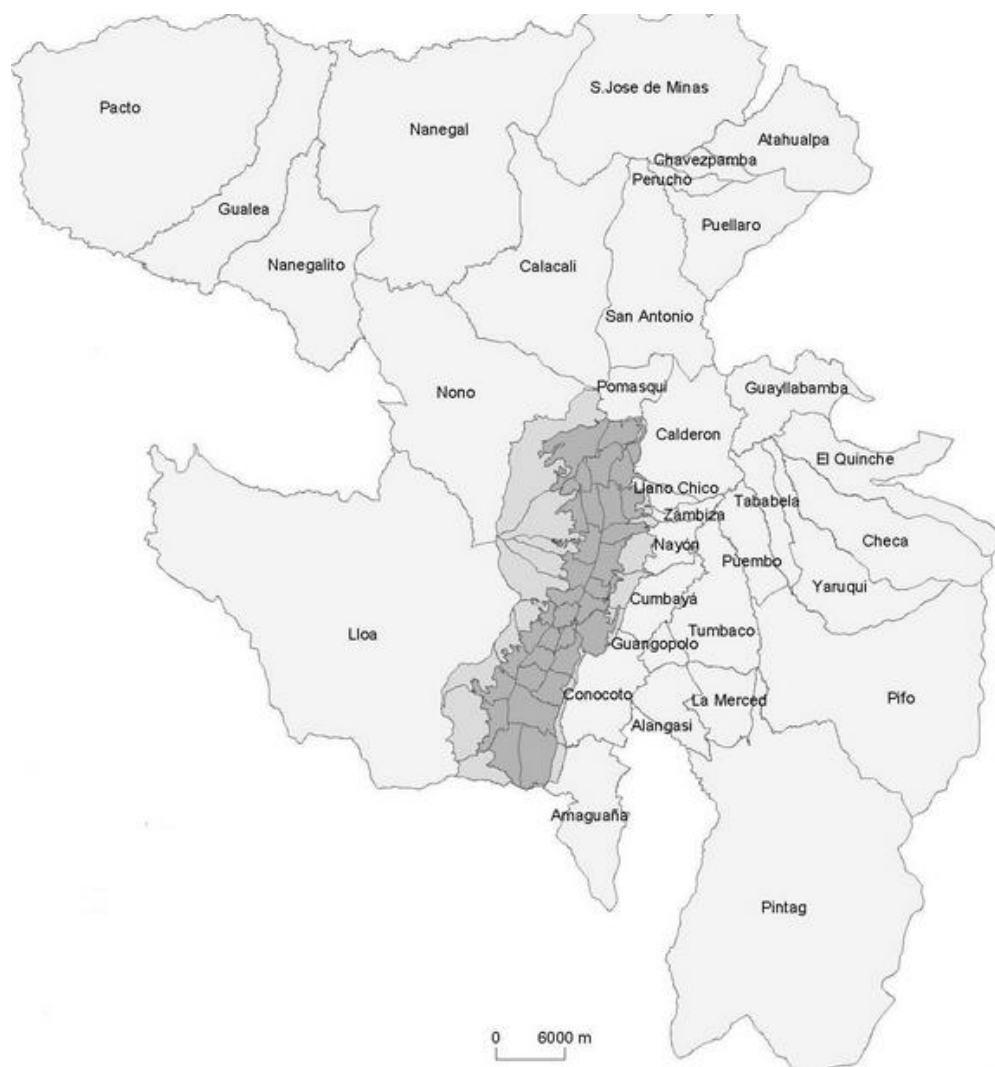 S.Jose de Minas
Pacto
Nanegal
Atahualpa
Chavezpamba
Perucho
Gualea
Puellaro
Nanegalito
Calacali
San Antonio
Pomasqui
Guayllabamba
Nono
Calderon
El Quinche
Llano Chico
Tababela
Zambiza
Checa
Nayón
Puembo
Yaruqui
Cumbayá
Lloa
Tumbaco
Guangopolo
Conocoto
La Merced
Pifo
Alangasi
Amaguaña
Pintag
0 6000 m